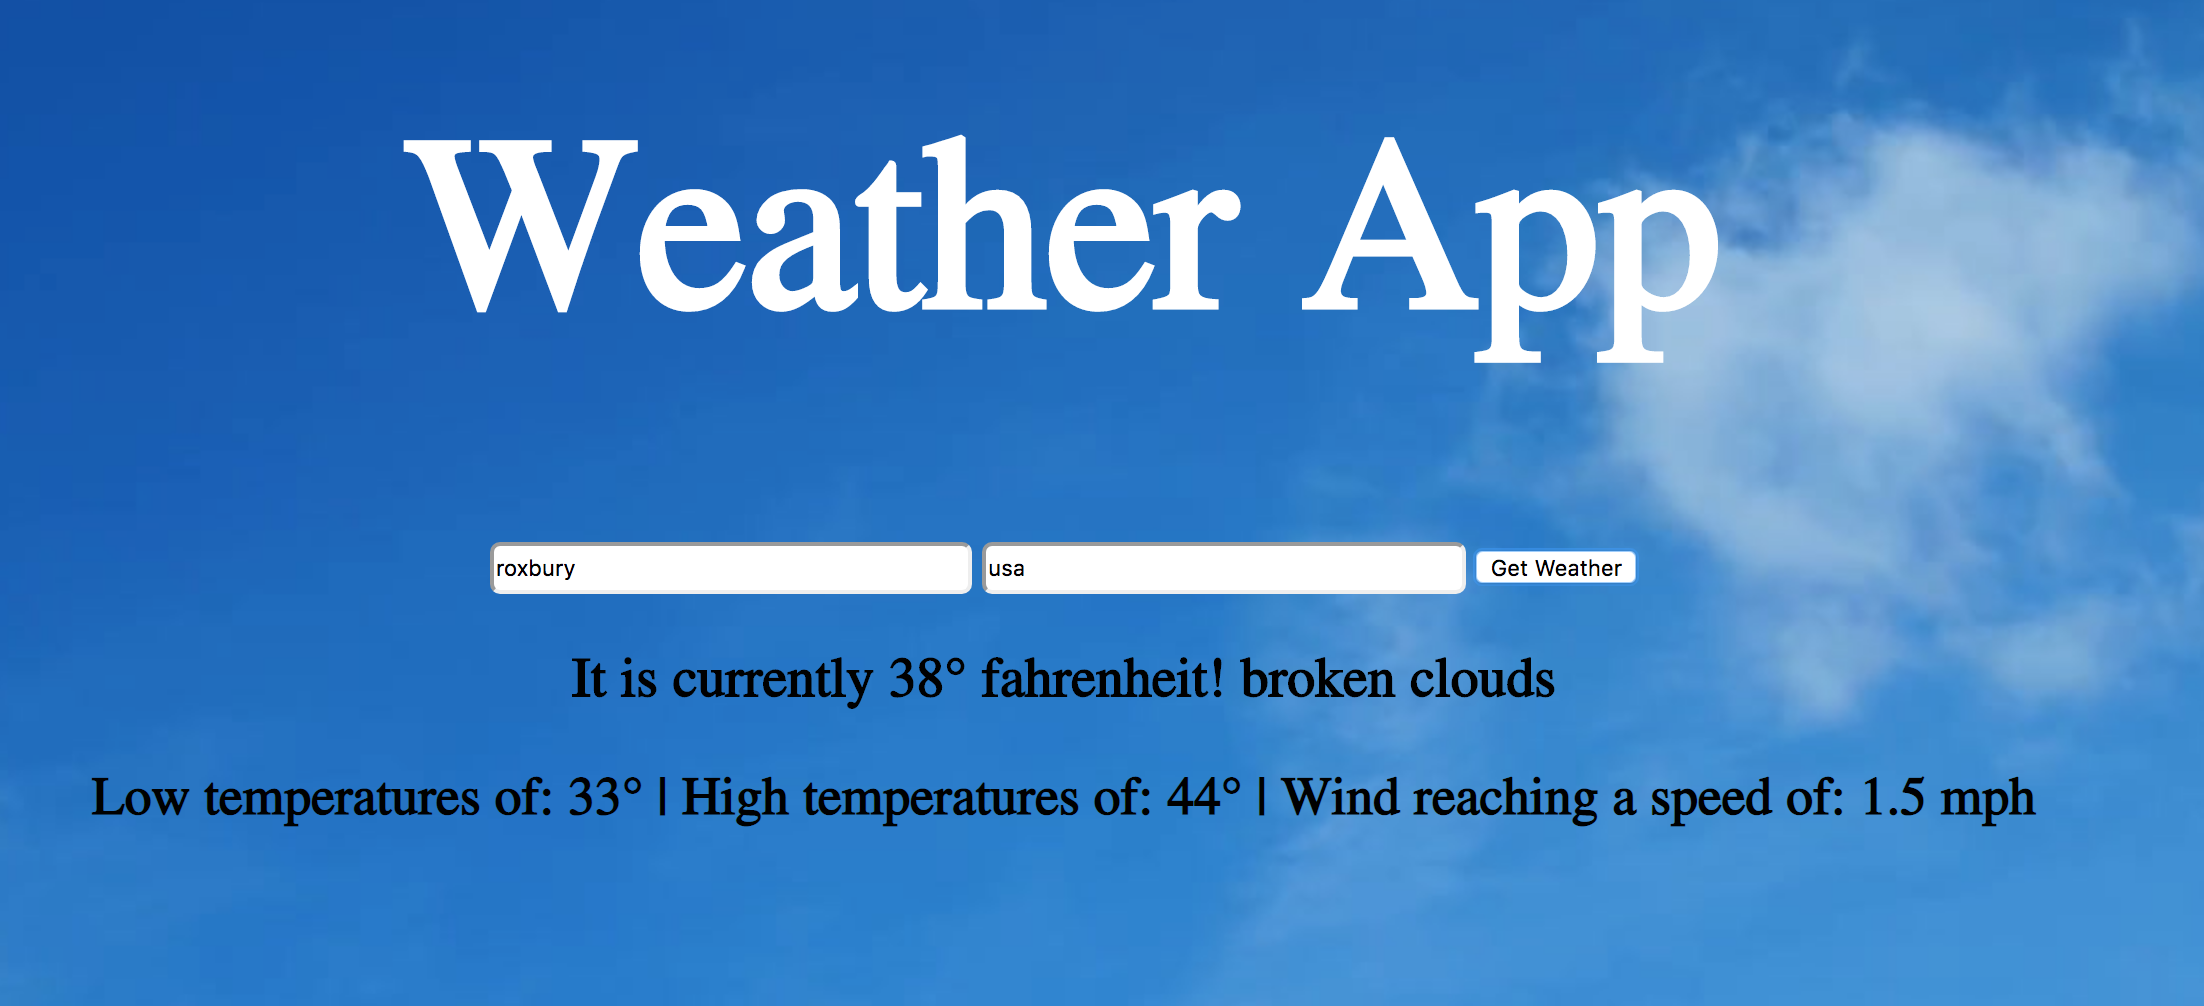 Weather App
roxbury usa Get Weather
It is currently 38° fahrenheit! broken clouds
Low temperatures of: 33° | High temperatures of: 44° | Wind reaching a speed of: 1.5 mph